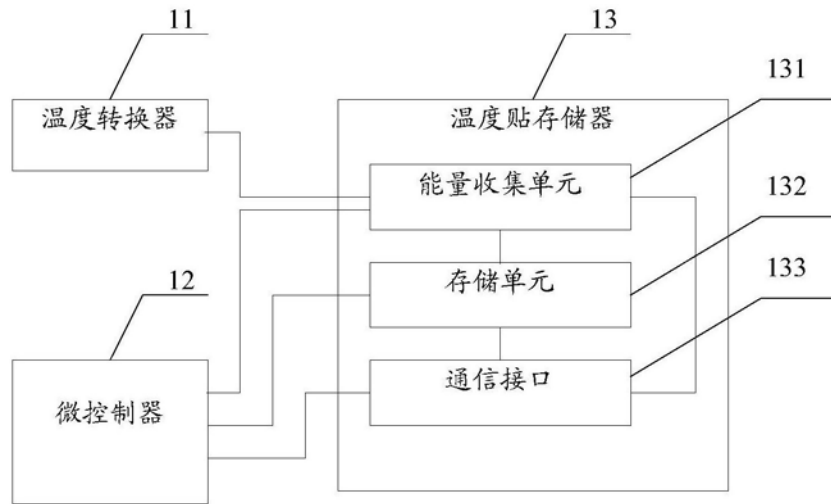 11
13
131
温度转换器
温度贴存储器
能量收集单元
132
存储单元
133
12
通信接口
微控制器